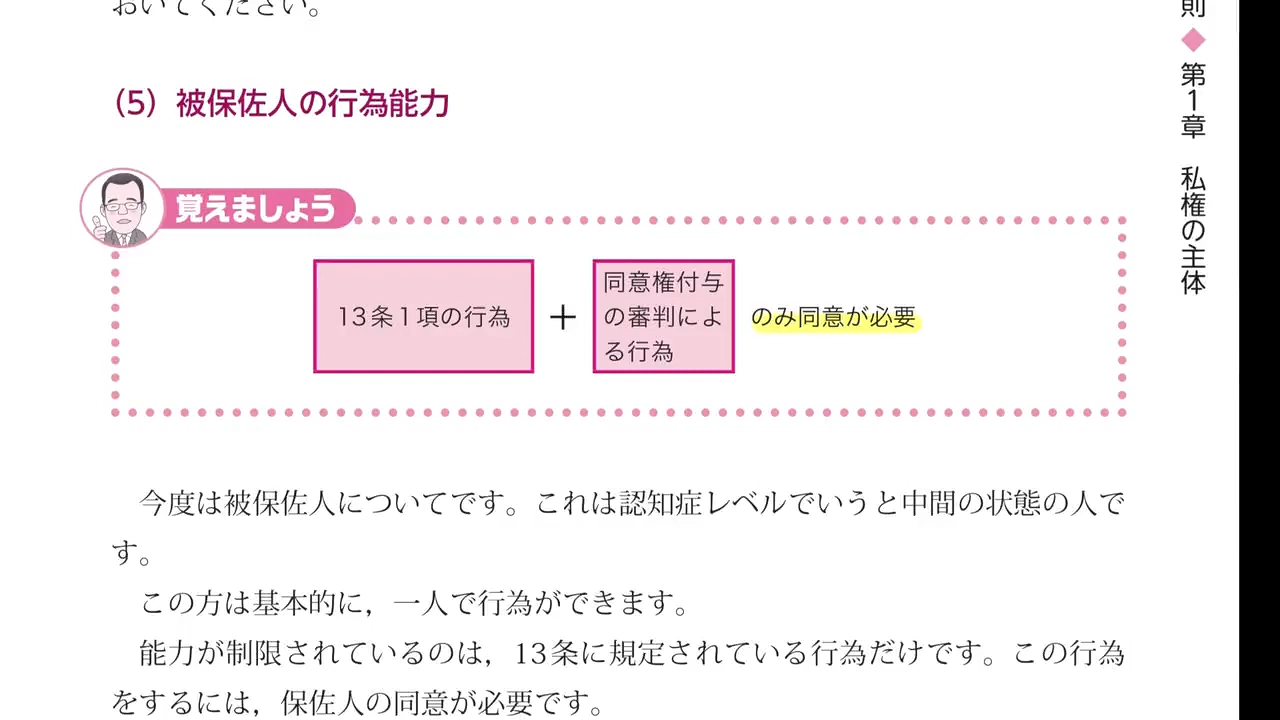 おいてください。
(5) 被保佐人の行為能力
覚えましょう
13条1項の行為
+
同意権付与
の審判によ
る行為
のみ同意が必要
今度は被保佐人についてです。これは認知症レベルでいうと中間の状態の人で
す。
この方は基本的に，一人で行為ができます。
能力が制限されているのは，13条に規定されている行為だけです。この行為
をするには，保佐人の同意が必要です。
則◆第1章 私権の主体